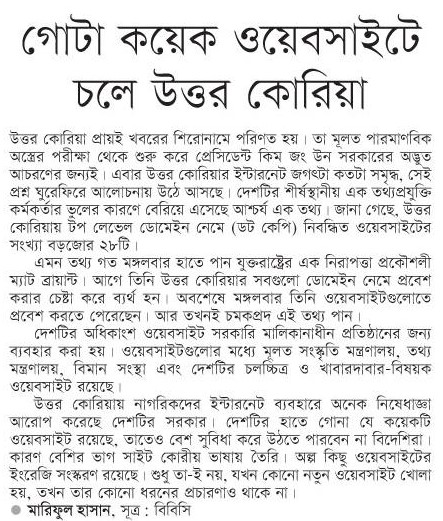 গোটা কয়েক ওয়েবসাইটে
চলে উত্তর কোরিয়া
উত্তর কোরিয়া প্রায়ই খবরের শিরোনামে পরিণত হয়। তা মূলত পারমাণবিক
অস্ত্রের পরীক্ষা থেকে শুরু করে প্রেসিডেন্ট কিম জং উন সরকারের অদ্ভুত
আচরণের জন্যই। এবার উত্তর কোরিয়ার ইন্টারনেট জগৎটা কতটা সমৃদ্ধ, সেই
প্রশ্ন ঘুরেফিরে আলোচনায় উঠে আসছে। দেশটির শীর্ষস্থানীয় এক তথ্যপ্রযুক্তি
কর্মকর্তার ভুলের কারণে বেরিয়ে এসেছে আশ্চর্য এক তথ্য। জানা গেছে, উত্তর
কোরিয়ায় টপ লেভেল ডোমেইন নেমে (ডট কেপি) নিবন্ধিত ওয়েবসাইটের
সংখ্যা বড়জোর ২৮টি।
এমন তথ্য গত মঙ্গলবার হাতে পান যুক্তরাষ্ট্রের এক নিরাপত্তা প্রকৌশলী
ম্যাট ব্রায়ান্ট। আগে তিনি উত্তর কোরিয়ার সবগুলো ডোমেইন নেমে প্রবেশ
করার চেষ্টা করে ব্যর্থ হন। অবশেষে মঙ্গলবার তিনি ওয়েবসাইটগুলোতে
প্রবেশ করতে পেরেছেন। আর তখনই চমকপ্রদ এই তথ্য পান।
দেশটির অধিকাংশ ওয়েবসাইট সরকারি মালিকানাধীন প্রতিষ্ঠানের জন্য
ব্যবহার করা হয়। ওয়েবসাইটগুলোর মধ্যে মূলত সংস্কৃতি মন্ত্রণালয়, তথ্য
মন্ত্রণালয়, বিমান সংস্থা এবং দেশটির চলচ্চিত্র ও খাবারদাবার-বিষয়ক
ওয়েবসাইট রয়েছে।
উত্তর কোরিয়ায় নাগরিকদের ইন্টারনেট ব্যবহারে অনেক নিষেধাজ্ঞা
আরোপ করেছে দেশটির সরকার। দেশটির হাতে গোনা যে কয়েকটি
ওয়েবসাইট রয়েছে, তাতেও বেশ সুবিধা করে উঠতে পারবেন না বিদেশিরা।
কারণ বেশির ভাগ সাইট কোরীয় ভাষায় তৈরি। অল্প কিছু ওয়েবসাইটের
ইংরেজি সংস্করণ রয়েছে। শুধু তা-ই নয়, যখন কোনো নতুন ওয়েবসাইট খোলা
হয়, তখন তার কোনো ধরনের প্রচারণাও থাকে না।
● মারিফুল হাসান, সূত্র : বিবিসি